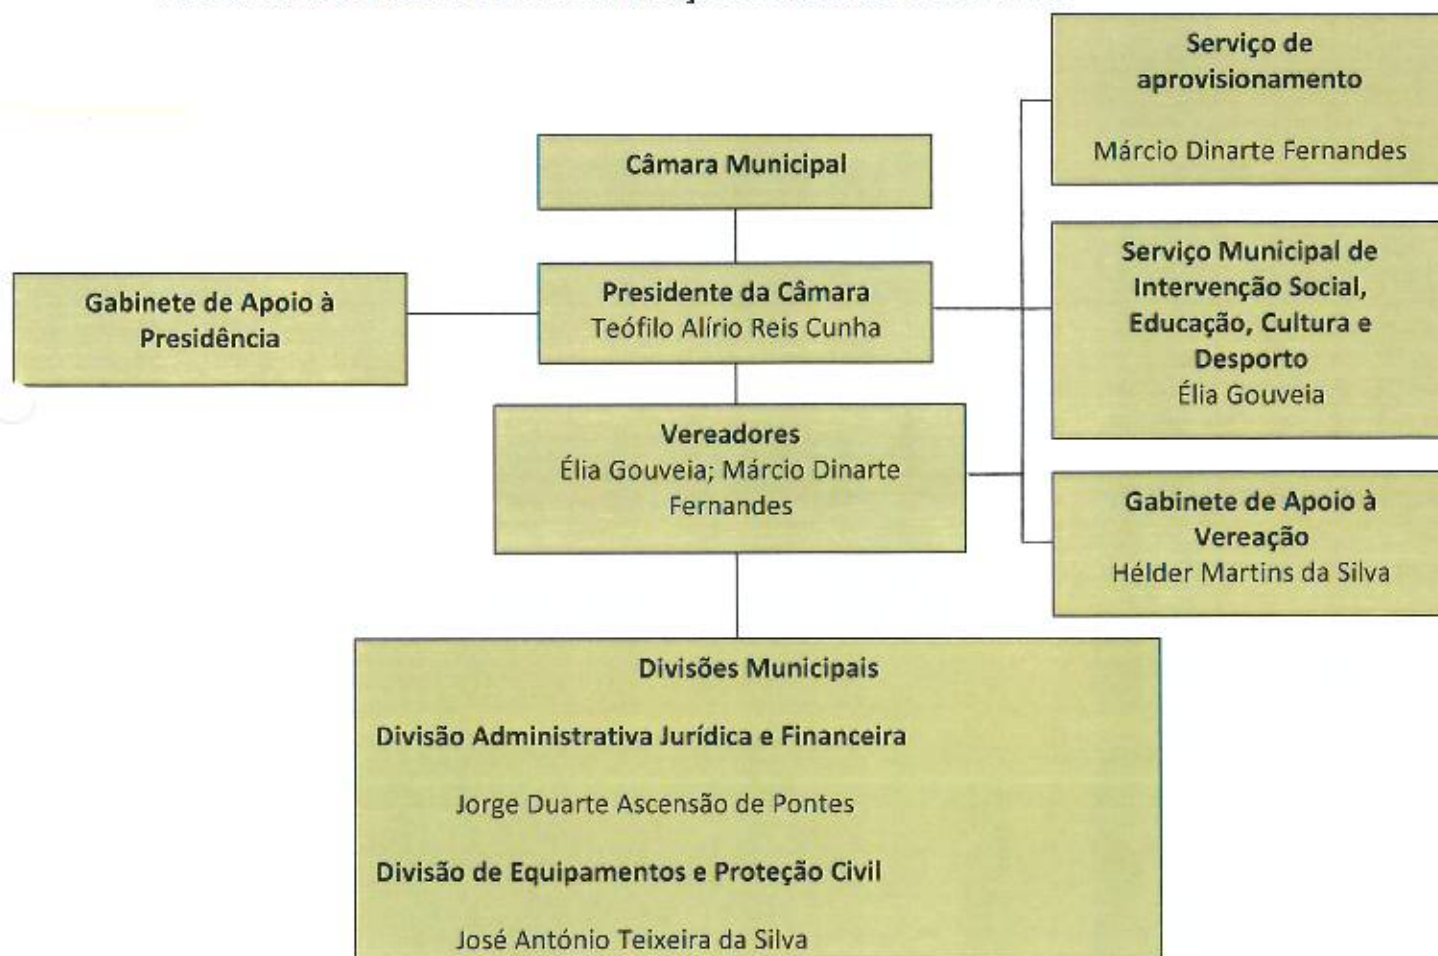 Serviço de
aprovisionamento
Márcio Dinarte Fernandes
Câmara Municipal
Serviço Municipal de
Intervenção Social,
Educação, Cultura e
Desporto
Élia Gouveia
Presidente da Câmara
Teófilo Alírio Reis Cunha
Gabinete de Apoio à
Presidência
Vereadores
Élia Gouveia; Márcio Dinarte
Fernandes
Gabinete de Apoio à
Vereação
Hélder Martins da Silva
Divisões Municipais
Divisão Administrativa Jurídica e Financeira
Jorge Duarte Ascensão de Pontes
Divisão de Equipamentos e Proteção Civil
José António Teixeira da Silva